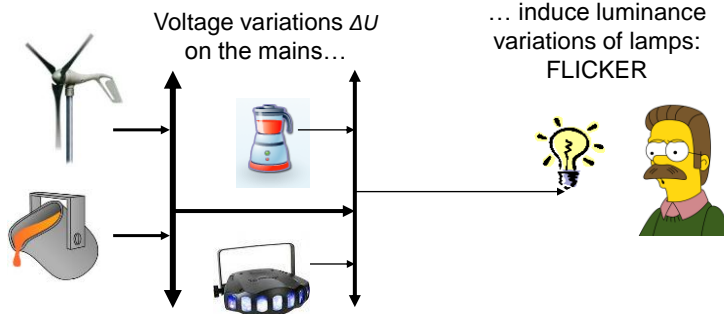 Voltage variations ΔU
on the mains…
… induce luminance
variations of lamps:
FLICKER